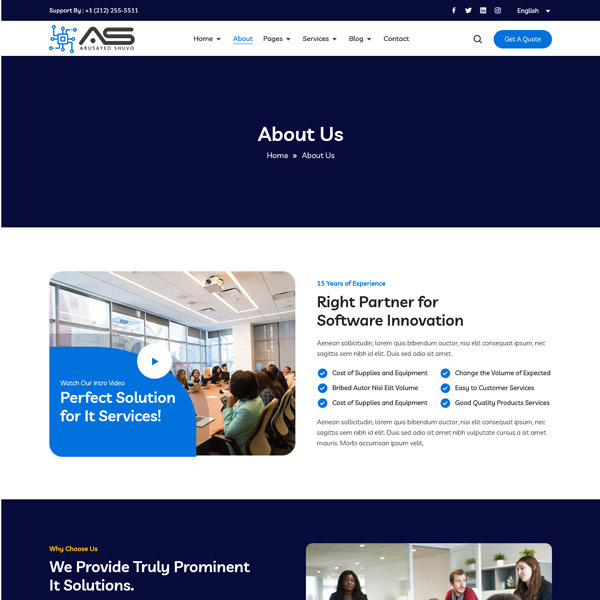 Support By : +1 (212) 255-5511
English
AS
ABUSAYED SHUVO
Home
About
Pages
Services
Blog
Contact
Get A Quote
About Us
Home » About Us
Watch Our Intro Video
Perfect Solution
for It Services!
15 Years of Experience
Right Partner for
Software Innovation
Aenean sollicitudin, lorem quis bibendum auctor, nisi elit consequat ipsum, nec
sagittis sem nibh id elit. Duis sed odio sit amet.
Cost of Supplies and Equipment
Change the Volume of Expected
Bribed Autor Nisi Elit Volume
Easy to Customer Services
Cost of Supplies and Equipment
Good Quality Products Services
Aenean sollicitudin, lorem quis bibendum auctor, nisi elit consequat ipsum, nec
sagittis sem nibh id elit. Duis sed odio sit amet nibh vulputate cursus a sit amet
mauris. Morbi accumsan ipsum velit.
Why Choose Us
We Provide Truly Prominent
It Solutions.